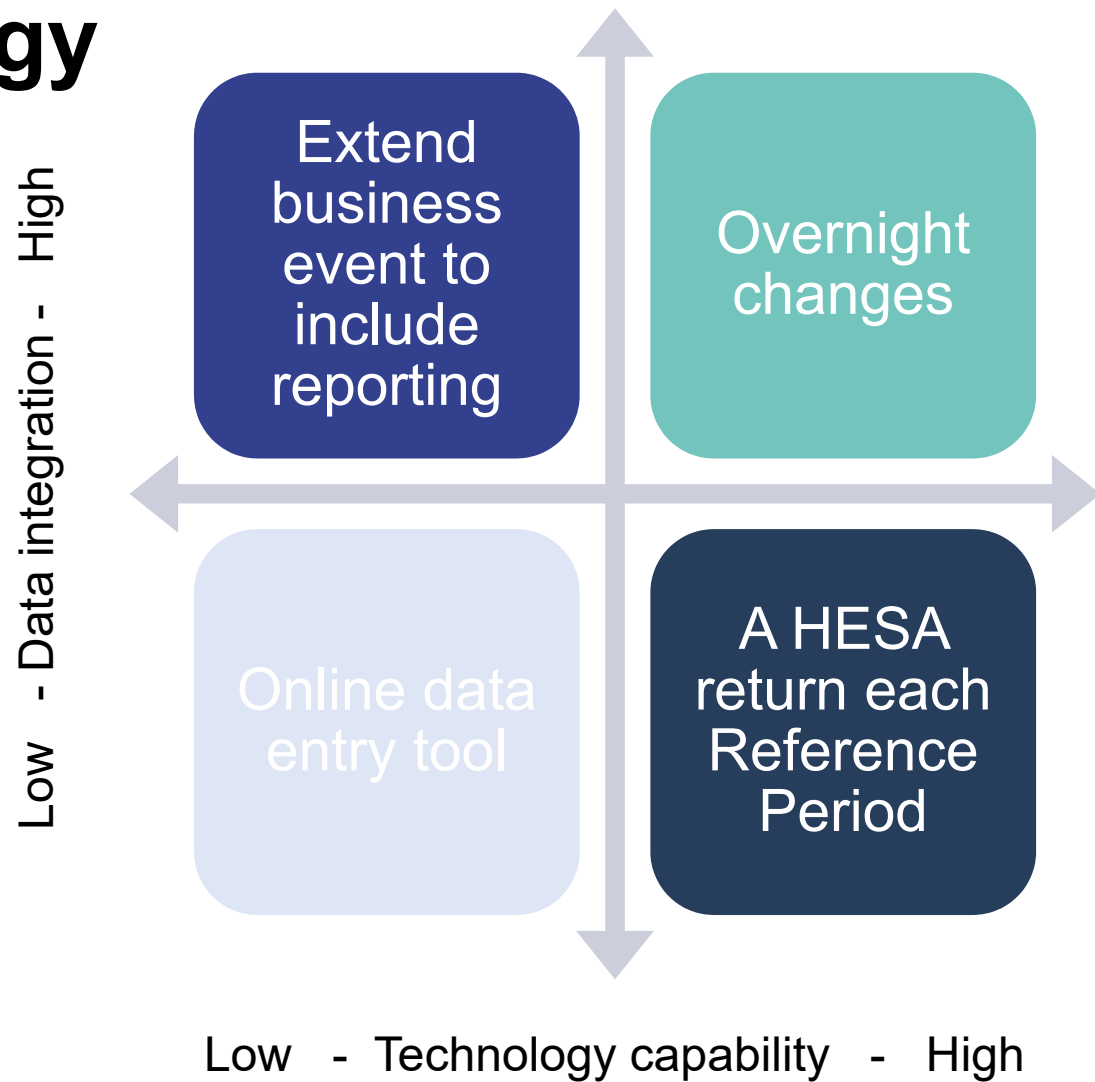 gy
Low - Data integration - High
Extend
business
event to
include
reporting
Overnight
changes
Online data
entry tool
A HESA
return each
Reference
Period
Low - Technology capability - High